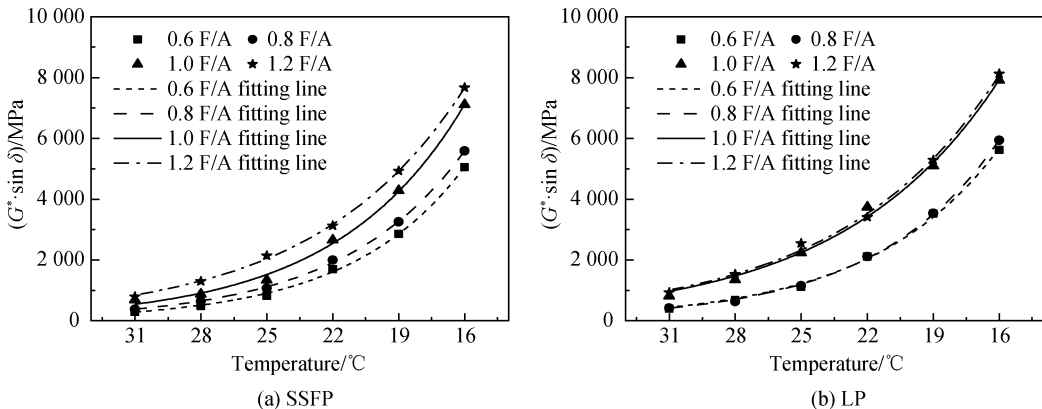 10 000
8 000
6 000
4 000
2 000
0
(G*·sin δ)/MPa
0.6 F/A 0.8 F/A
1.0 F/A 1.2 F/A
0.6 F/A fitting line
0.8 F/A fitting line
1.0 F/A fitting line
1.2 F/A fitting line
31 28 25 22 19 16
Temperature/℃
(a) SSFP
10 000
8 000
6 000
4 000
2 000
0
(G*·sin δ)/MPa
0.6 F/A 0.8 F/A
1.0 F/A 1.2 F/A
0.6 F/A fitting line
0.8 F/A fitting line
1.0 F/A fitting line
1.2 F/A fitting line
31 28 25 22 19 16
Temperature/℃
(b) LP